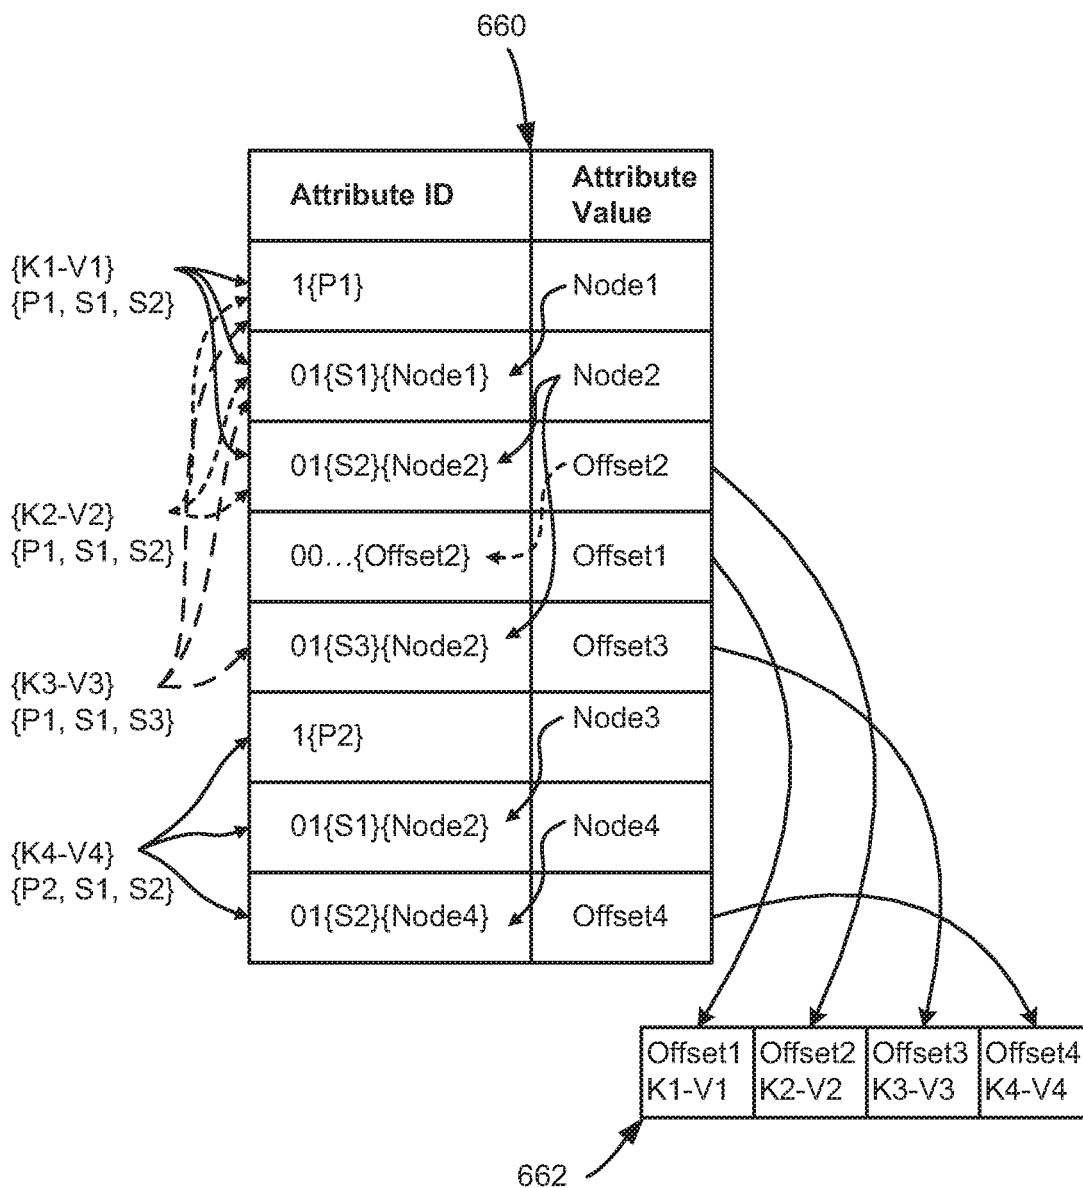 660
Attribute ID
Attribute
Value
{K1-V1}
{P1, S1, S2}
1{P1}
Node1
01{S1}{Node1}
Node2
01{S2}{Node2}
Offset2
{K2-V2}
{P1, S1, S2}
00...{Offset2}
Offset1
01{S3}{Node2}
Offset3
{K3-V3}
{P1, S1, S3}
1{P2}
Node3
01{S1}{Node2}
Node4
{K4-V4}
{P2, S1, S2}
01{S2}{Node4}
Offset4
Offset1
K1-V1
Offset2
K2-V2
Offset3
K3-V3
Offset4
K4-V4
662